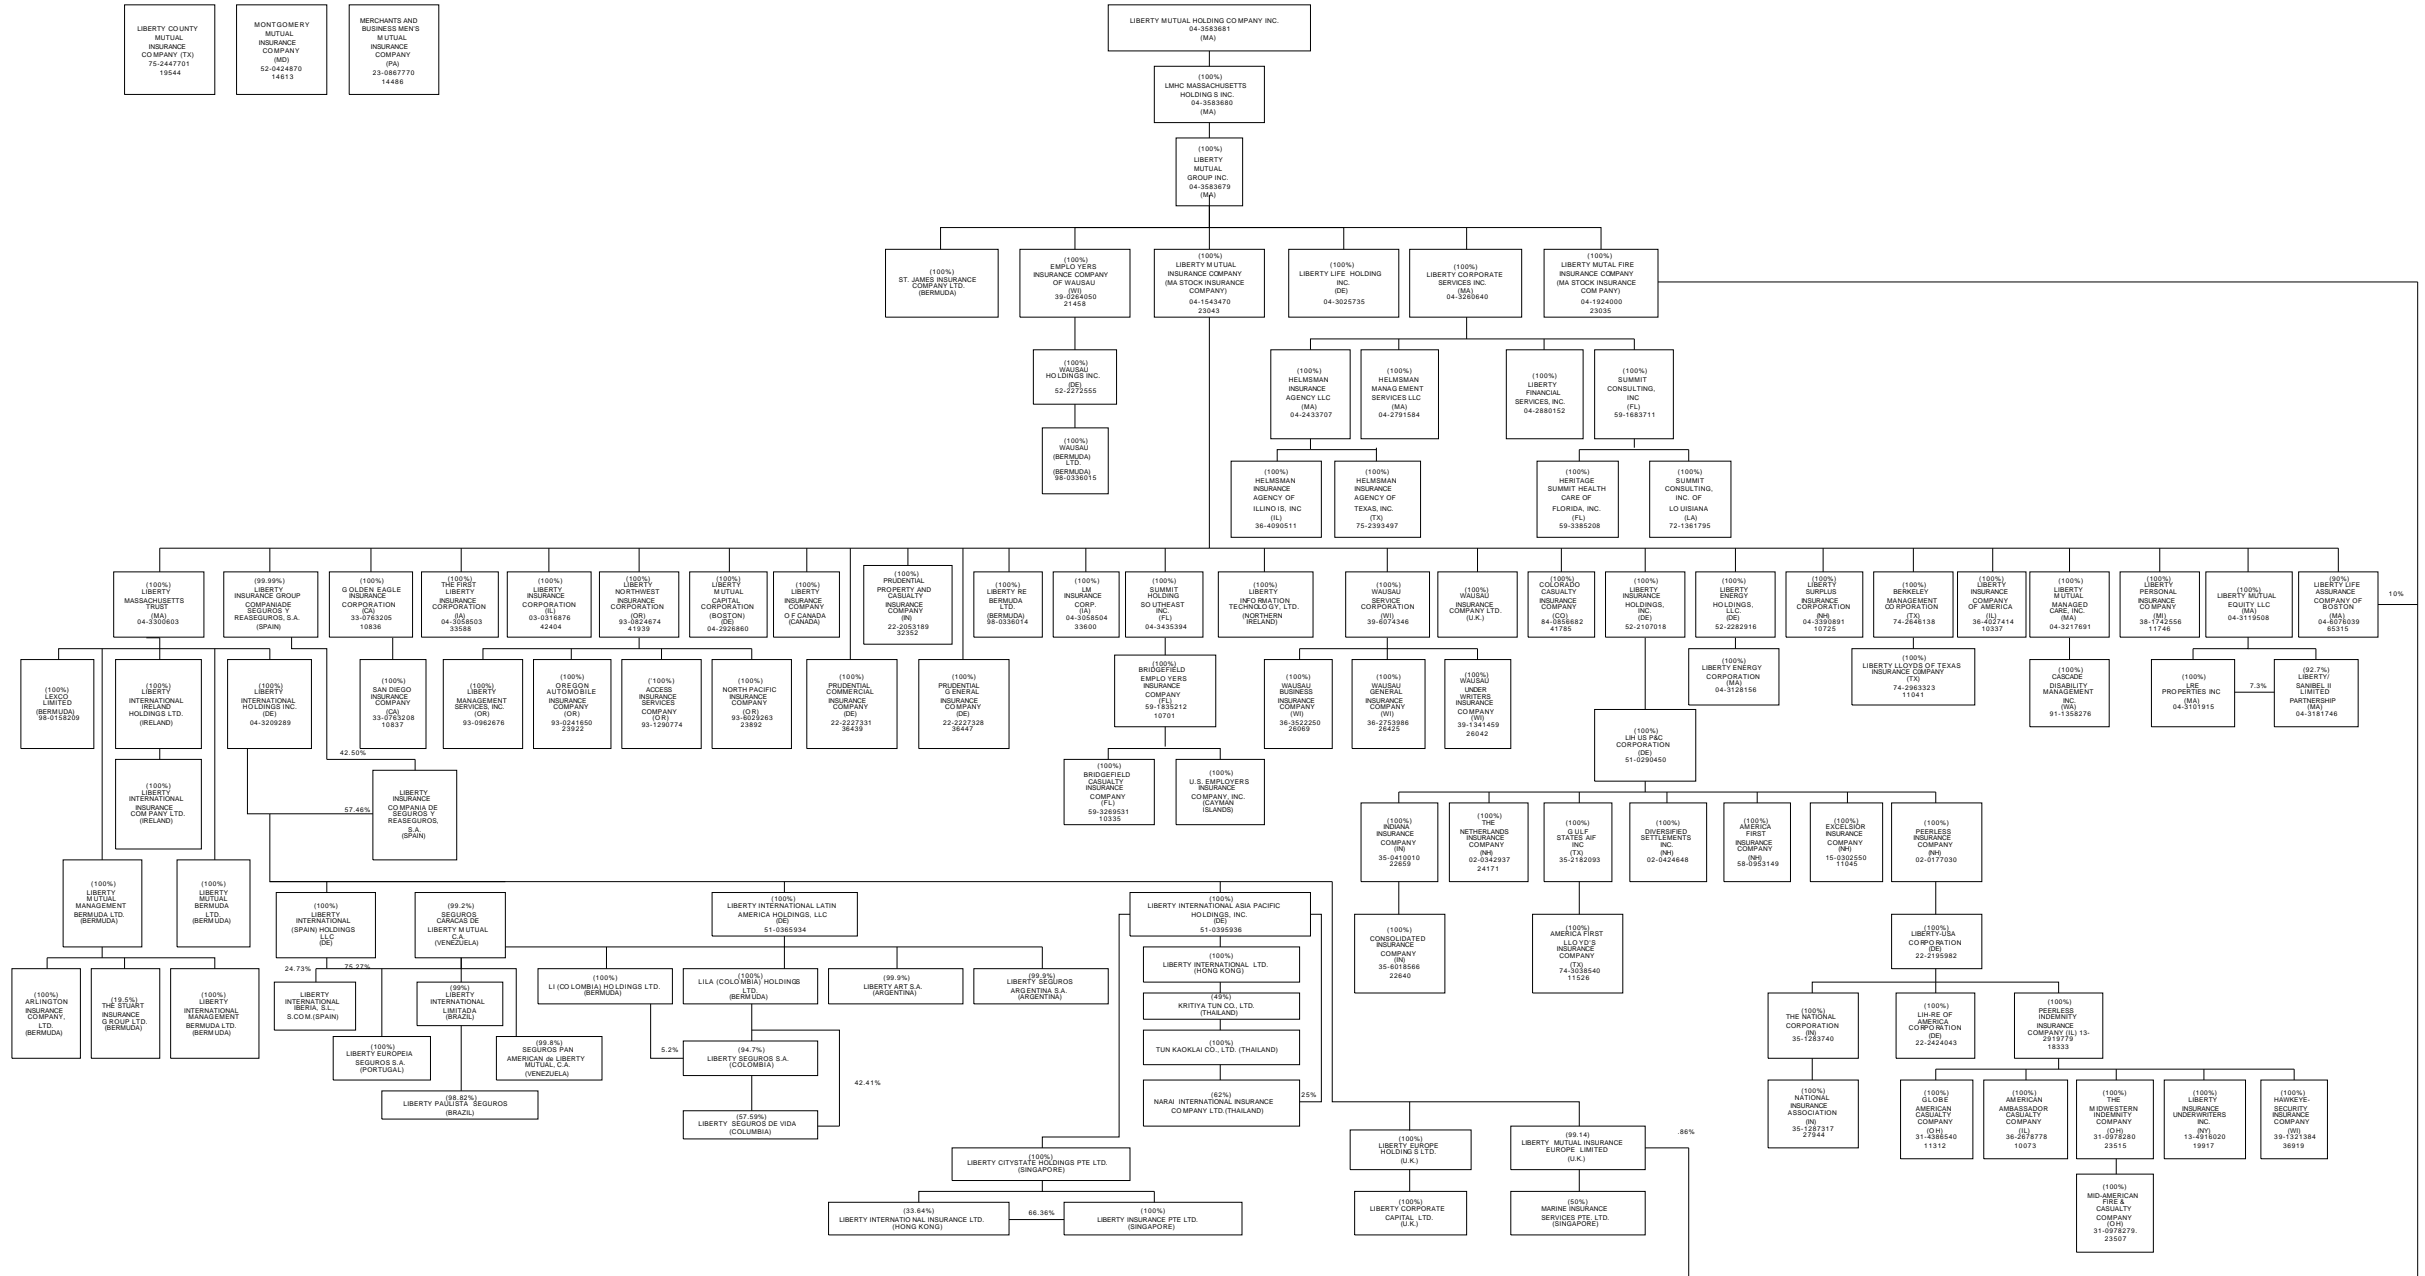 LIBERTY COUNTY
MUTUAL
INSURANCE
COMPANY (TX)
75-2447701
19544
MONTGOMERY
MUTUAL
INSURANCE
COMPANY
(MD)
52-0424870
14613
MERCHANTS AND
BUSINESS MEN'S
MUTUAL
INSURANCE
COMPANY
(PA)
23-0867770
14486
LIBERTY MUTUAL HOLDING COMPANY INC.
04-3583681
(MA)
(100%)
LMHC MASSACHUSETTS
HOLDINGS INC.
04-3583680
(MA)
(100%)
LIBERTY
MUTUAL
GROUP INC.
04-3583679
(MA)
(100%)
ST. JAMES INSURANCE
COMPANY LTD.
(BERMUDA)
(100%)
EMPLOYERS
INSURANCE COMPANY
OF WAUSAU
(WI)
39-0264050
21458
(100%)
LIBERTY MUTUAL
INSURANCE COMPANY
(MA STOCK INSURANCE
COMPANY)
04-1543470
23043
(100%)
LIBERTY LIFE HOLDING
INC.
(DE)
04-3025735
(100%)
LIBERTY CORPORATE
SERVICES INC.
(MA)
04-3260640
(100%)
LIBERTY MUTAL FIRE
INSURANCE COMPANY
(MA STOCK INSURANCE
COMPANY)
04-1924000
23035
(100%)
WAUSAU
HOLDINGS INC.
(DE)
52-2272555
(100%)
HELMSMAN
INSURANCE
AGENCY LLC
(MA)
04-2433707
(100%)
HELMSMAN
MANAGEMENT
SERVICES LLC
(MA)
04-2791584
(100%)
LIBERTY
FINANCIAL
SERVICES, INC.
04-2880152
(100%)
SUMMIT
CONSULTING,
INC
(FL)
59-1683711
(100%)
WAUSAU
(BERMUDA)
LTD.
(BERMUDA)
98-0336015
(100%)
HELMSMAN
INSURANCE
AGENCY OF
ILLINOIS, INC
(IL)
36-4090511
(100%)
HELMSMAN
INSURANCE
AGENCY OF
TEXAS, INC.
(TX)
75-2393497
(100%)
HERITAGE
SUMMIT HEALTH
CARE OF
FLORIDA, INC.
(FL)
59-3385208
(100%)
SUMMIT
CONSULTING,
INC. OF
LOUISIANA
(LA)
72-1361795
(100%)
LIBERTY
MASSACHUSETTS
TRUST
(MA)
04-3300603
(99.99%)
LIBERTY
INSURANCE GROUP
COMPANIADE
SEGUROS Y
REASEGUROS, S.A.
(SPAIN)
(100%)
GOLDEN EAGLE
INSURANCE
CORPORATION
(CA)
33-0763205
10836
(100%)
THE FIRST
LIBERTY
INSURANCE
CORPORATION
(IA)
04-3058503
33588
(100%)
LIBERTY
INSURANCE
CORPORATION
(IL)
03-0316876
42404
(100%)
LIBERTY
NORTHWEST
INSURANCE
CORPORATION
(OR)
93-0824674
41939
(100%)
LIBERTY
MUTUAL
CAPITAL
CORPORATION
(BOSTON)
(DE)
04-2926860
(100%)
LIBERTY
INSURANCE
COMPANY
OF CANADA
(CANADA)
(100%)
PRUDENTIAL
PROPERTY AND
CASUALTY
INSURANCE
COMPANY
(IN)
22-2053189
32352
(100%)
LIBERTY RE
BERMUDA
LTD.
(BERMUDA)
98-0336014
(100%)
LM
INSURANCE
CORP.
(IA)
04-3058504
33600
(100%)
SUMMIT
HOLDING
SOUTHEAST
INC.
(FL)
04-3435394
(100%)
LIBERTY
INFORMATION
TECHNOLOGY, LTD.
(NORTHERN
IRELAND)
(100%)
WAUSAU
SERVICE
CORPORATION
(WI)
39-6074346
(100%)
WAUSAU
INSURANCE
COMPANY LTD.
(U.K.)
(100%)
COLORADO
CASUALTY
INSURANCE
COMPANY
(CO)
84-0856682
41785
(100%)
LIBERTY
INSURANCE
HOLDINGS,
INC.
(DE)
52-2107018
(100%)
LIBERTY
ENERGY
HOLDINGS,
LLC.
(DE)
52-2282916
(100%)
LIBERTY
SURPLUS
INSURANCE
CORPORATION
(NH)
04-3390891
10725
(100%)
BERKELEY
MANAGEMENT
CORPORATION
(TX)
74-2646138
(100%)
LIBERTY
INSURANCE
COMPANY
OF AMERICA
(IL)
36-4027414
10337
(100%)
LIBERTY
MUTUAL
MANAGED
CARE, INC.
(MA)
04-3217691
(100%)
LIBERTY
PERSONAL
INSURANCE
COMPANY
(MI)
38-1742556
11746
(100%)
LIBERTY MUTUAL
EQUITY LLC
(MA)
04-3119508
(90%)
LIBERTY LIFE
ASSURANCE
COMPANY OF
BOSTON
(MA)
04-6076039
65315
10%
(100%)
LEXCO
LIMITED
(BERMUDA)
98-0158209
(100%)
LIBERTY
INTERNATIONAL
IRELAND
HOLDINGS LTD.
(IRELAND)
(100%)
LIBERTY
INTERNATIONAL
HOLDINGS INC.
(DE)
04-3209289
42.50%
(100%)
SAN DIEGO
INSURANCE
COMPANY
(CA)
33-0763208
10837
(100%)
LIBERTY
MANAGEMENT
SERVICES, INC.
(OR)
93-0962676
(100%)
OREGON
AUTOMOBILE
INSURANCE
COMPANY
(OR)
93-0241650
23922
('100%)
ACCESS
INSURANCE
SERVICES
COMPANY
(OR)
93-1290774
(100%)
NORTH PACIFIC
INSURANCE
COMPANY
(OR)
93-6029263
23892
(100%)
PRUDENTIAL
COMMERCIAL
INSURANCE
COMPANY
(DE)
22-2227331
36439
(100%)
PRUDENTIAL
GENERAL
INSURANCE
COMPANY
(DE)
22-2227328
36447
(100%)
BRIDGEFIELD
EMPLOYERS
INSURANCE
COMPANY
(FL)
59-1835212
10701
(100%)
WAUSAU
BUSINESS
INSURANCE
COMPANY
(WI)
36-3522250
26069
(100%)
WAUSAU
GENERAL
INSURANCE
COMPANY
(WI)
36-2753986
26425
(100%)
WAUSAU
UNDER
WRITERS
INSURANCE
COMPANY
(WI)
39-1341459
26042
(100%)
LIBERTY ENERGY
CORPORATION
(MA)
04-3128156
(100%)
LIBERTY LLOYDS OF TEXAS
INSURANCE COMPANY
(TX)
74-2963323
11041
(100%)
CASCADE
DISABILITY
MANAGEMENT
INC.
(WA)
91-1358276
(100%)
LRE
PROPERTIES INC
(MA)
04-3101915
7.3%
(92.7%)
LIBERTY/
SANIBEL II
LIMITED
PARTNERSHIP
(MA)
04-3181746
(100%)
LIH US P&C
CORPORATION
(DE)
51-0290450
(100%)
LIBERTY
INTERNATIONAL
INSURANCE
COMPANY LTD.
(IRELAND)
57.46%
LIBERTY
INSURANCE
COMPANIA DE
SEGUROS Y
REASEGUROS,
S.A.
(SPAIN)
(100%)
BRIDGEFIELD
CASUALTY
INSURANCE
COMPANY
(FL)
59-3269531
10335
(100%)
U.S. EMPLOYERS
INSURANCE
COMPANY, INC.
(CAYMAN
ISLANDS)
(100%)
INDIANA
INSURANCE
COMPANY
(IN)
35-0410010
22659
(100%)
THE
NETHERLANDS
INSURANCE
COMPANY
(NH)
02-0342937
24171
(100%)
GULF
STATES AIF
INC
(TX)
35-2182093
(100%)
DIVERSIFIED
SETTLEMENTS
INC.
(NH)
02-0424648
(100%)
AMERICA
FIRST
INSURANCE
COMPANY
(NH)
58-0953149
(100%)
EXCELSIOR
INSURANCE
COMPANY
(NH)
15-0302550
11045
(100%)
PEERLESS
INSURANCE
COMPANY
(NH)
02-0177030
(100%)
LIBERTY
MUTUAL
MANAGEMENT
BERMUDA LTD.
(BERMUDA)
(100%)
LIBERTY
MUTUAL
BERMUDA
LTD.
(BERMUDA)
(100%)
LIBERTY
INTERNATIONAL
(SPAIN) HOLDINGS
LLC
(DE)
(99.2%)
SEGUROS
CARACAS DE
LIBERTY MUTUAL
C.A.
(VENEZUELA)
(100%)
LIBERTY INTERNATIONAL LATIN
AMERICA HOLDINGS, LLC
(DE)
51-0365934
(100%)
LIBERTY INTERNATIONAL ASIA PACIFIC
HOLDINGS, INC.
(DE)
51-0395936
(100%)
CONSOLIDATED
INSURANCE
COMPANY
(IN)
35-6018566
22640
(100%)
AMERICA FIRST
LLOYD'S
INSURANCE
COMPANY
(TX)
74-3038540
11526
(100%)
LIBERTY-USA
CORPORATION
(DE)
22-2195982
24.73%
75.27%
(100%)
ARLINGTON
INSURANCE
COMPANY,
LTD.
(BERMUDA)
(19.5%)
THE STUART
INSURANCE
GROUP LTD.
(BERMUDA)
(100%)
LIBERTY
INTERNATIONAL
MANAGEMENT
BERMUDA LTD.
(BERMUDA)
LIBERTY
INTERNATIONAL
IBERIA, S.L.,
S.COM.(SPAIN)
(99%)
LIBERTY
INTERNATIONAL
LIMITADA
(BRAZIL)
(100%)
LI (COLOMBIA) HOLDINGS LTD.
(BERMUDA)
(100%)
LILA (COLOMBIA) HOLDINGS
LTD.
(BERMUDA)
(99.9%)
LIBERTY ART S.A.
(ARGENTINA)
(99.9%)
LIBERTY SEGUROS
ARGENTINA S.A.
(ARGENTINA)
(100%)
LIBERTY INTERNATIONAL LTD.
(HONG KONG)
(49%)
KRITIYA TUN CO., LTD.
(THAILAND)
(100%)
TUN KAOKLAI CO., LTD. (THAILAND)
(62%)
NARAI INTERNATIONAL INSURANCE
COMPANY LTD.(THAILAND)
25%
(100%)
LIBERTY EUROPEIA
SEGUROS S.A.
(PORTUGAL)
(99.8%)
SEGUROS PAN
AMERICAN de LIBERTY
MUTUAL, C.A.
(VENEZUELA)
(98.82%)
LIBERTY PAULISTA SEGUROS
(BRAZIL)
5.2%
(94.7%)
LIBERTY SEGUROS S.A.
(COLOMBIA)
42.41%
(57.59%)
LIBERTY SEGUROS DE VIDA
(COLUMBIA)
(100%)
THE NATIONAL
CORPORATION
(IN)
35-1283740
(100%)
LIH-RE OF
AMERICA
CORPORATION
(DE)
22-2424043
(100%)
PEERLESS
INDEMNITY
INSURANCE
COMPANY (IL) 13-
2919779
18333
(100%)
NATIONAL
INSURANCE
ASSOCIATION
(IN)
35-1287317
27944
(100%)
GLOBE
AMERICAN
CASUALTY
COMPANY
(OH)
31-4386540
11312
(100%)
AMERICAN
AMBASSADOR
CASUALTY
COMPANY
(IL)
36-2678778
10073
(100%)
THE
MIDWESTERN
INDEMNITY
COMPANY
(OH)
31-0978280
23515
(100%)
LIBERTY
INSURANCE
UNDERWRITERS
INC.
(NY)
13-4916020
19917
(100%)
HAWKEYE-
SECURITY
INSURANCE
COMPANY
(WI)
39-1321384
36919
(100%)
LIBERTY CITYSTATE HOLDINGS PTE LTD.
(SINGAPORE)
(100%)
LIBERTY EUROPE
HOLDINGS LTD.
(U.K.)
(99.14)
LIBERTY MUTUAL INSURANCE
EUROPE LIMITED
(U.K.)
.86%
(33.64%)
LIBERTY INTERNATIONAL INSURANCE LTD.
(HONG KONG)
66.36%
(100%)
LIBERTY INSURANCE PTE LTD.
(SINGAPORE)
(100%)
LIBERTY CORPORATE
CAPITAL LTD.
(U.K.)
(50%)
MARINE INSURANCE
SERVICES PTE. LTD.
(SINGAPORE)
(100%)
MID-AMERICAN
FIRE &
CASUALTY
COMPANY
(OH)
31-0978279.
23507